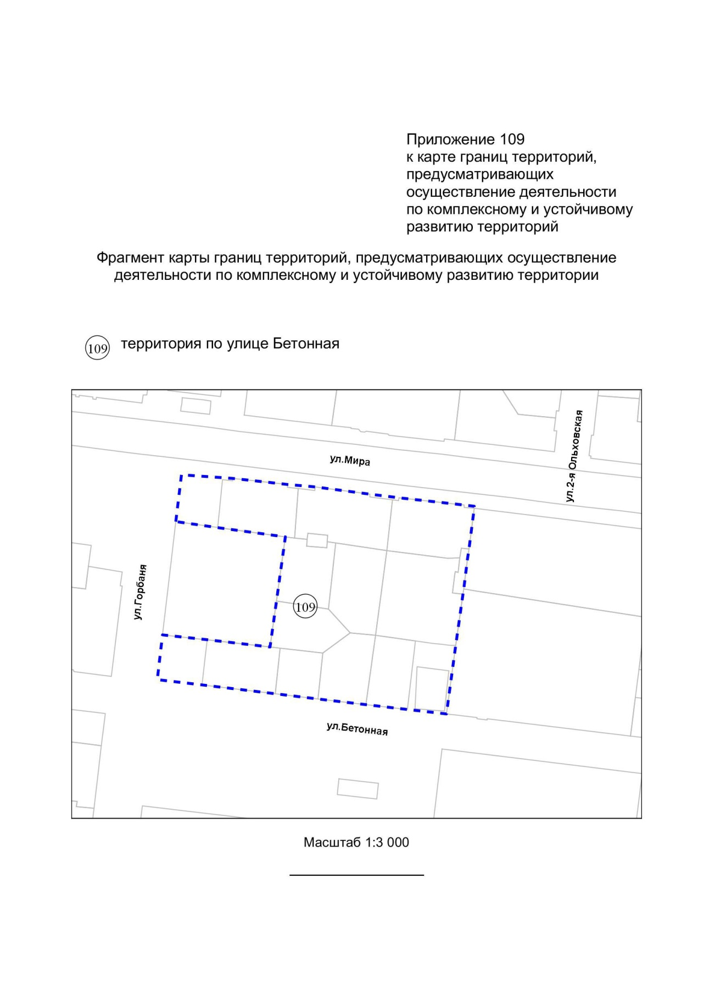 Приложение 109
к карте границ территорий,
предусматривающих
осуществление деятельности
по комплексному и устойчивому
развитию территорий
Фрагмент карты границ территорий, предусматривающих осуществление
деятельности по комплексному и устойчивому развитию территории
109 территория по улице Бетонная
ул.Мира
ул.2-я Ольховская
ул.Горбаня
109
ул.Бетонная
Масштаб 1:3 000